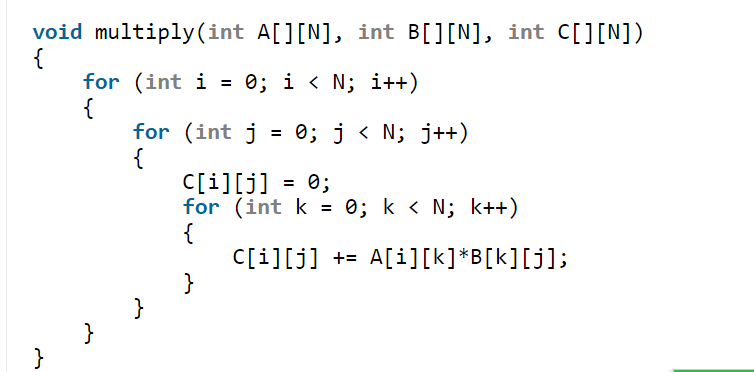 void multiply(int A[][N], int B[][N], int C[][N])
{
    for (int i = 0; i < N; i++)
    {
        for (int j = 0; j < N; j++)
        {
            C[i][j] = 0;
            for (int k = 0; k < N; k++)
            {
                C[i][j] += A[i][k]*B[k][j];
            }
        }
    }
}